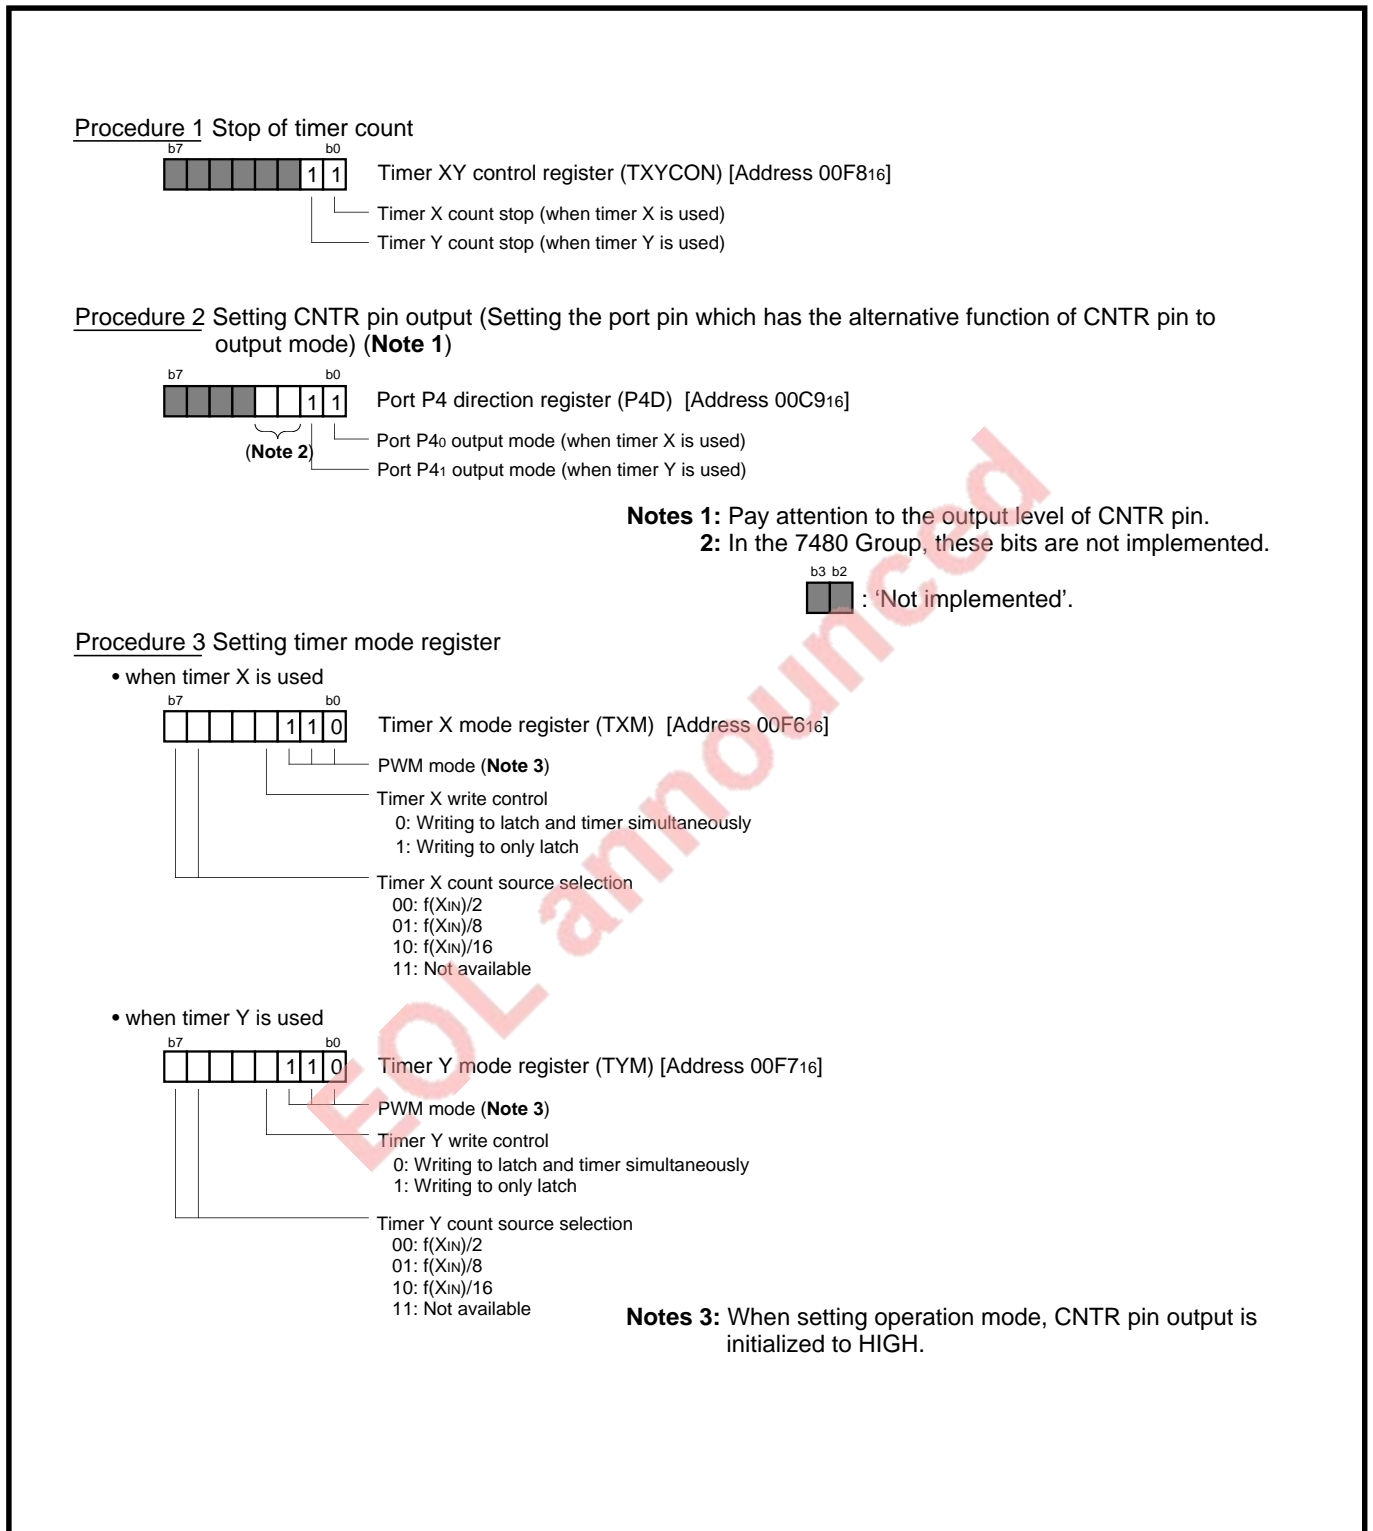 Procedure 1 Stop of timer count
b7 b0
1 1 Timer XY control register (TXYCON) [Address 00F816]
Timer X count stop (when timer X is used)
Timer Y count stop (when timer Y is used)
Procedure 2 Setting CNTR pin output (Setting the port pin which has the alternative function of CNTR pin to
output mode) (Note 1)
b7 b0
1 1 Port P4 direction register (P4D) [Address 00C916]
(Note 2)
Port P40 output mode (when timer X is used)
Port P41 output mode (when timer Y is used)
Notes 1: Pay attention to the output level of CNTR pin.
2: In the 7480 Group, these bits are not implemented.
b3 b2
: ‘Not implemented’.
Procedure 3 Setting timer mode register
• when timer X is used
b7 b0
1 1 0 Timer X mode register (TXM) [Address 00F616]
PWM mode (Note 3)
Timer X write control
0: Writing to latch and timer simultaneously
1: Writing to only latch
Timer X count source selection
00: f(XIN)/2
01: f(XIN)/8
10: f(XIN)/16
11: Not available
• when timer Y is used
b7 b0
1 1 0 Timer Y mode register (TYM) [Address 00F716]
PWM mode (Note 3)
Timer Y write control
0: Writing to latch and timer simultaneously
1: Writing to only latch
Timer Y count source selection
00: f(XIN)/2
01: f(XIN)/8
10: f(XIN)/16
11: Not available
Notes 3: When setting operation mode, CNTR pin output is
initialized to HIGH.
EOL announced